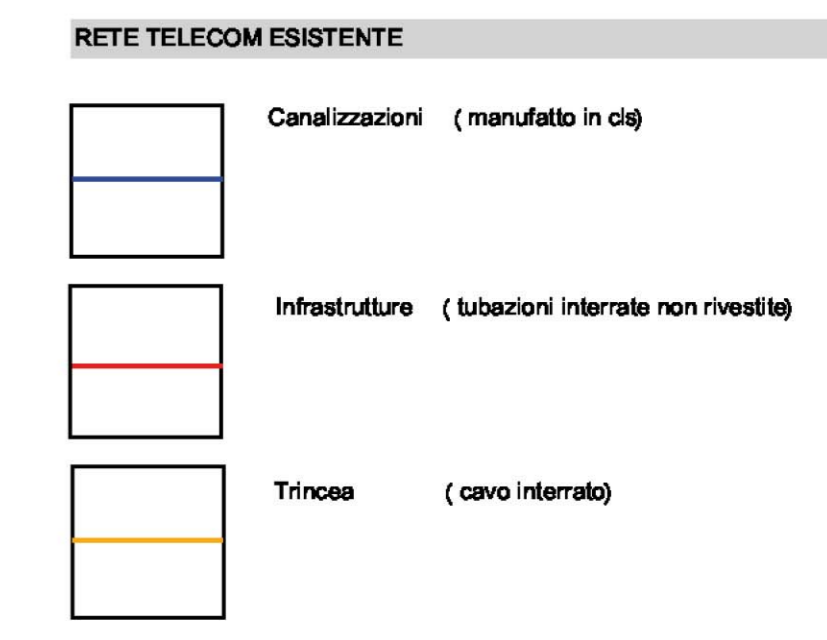 RETE TELECOM ESISTENTE
Canalizzazioni ( manufatto in cls)
Infrastrutture ( tubazioni interrate non rivestite)
Trincea ( cavo interrato)